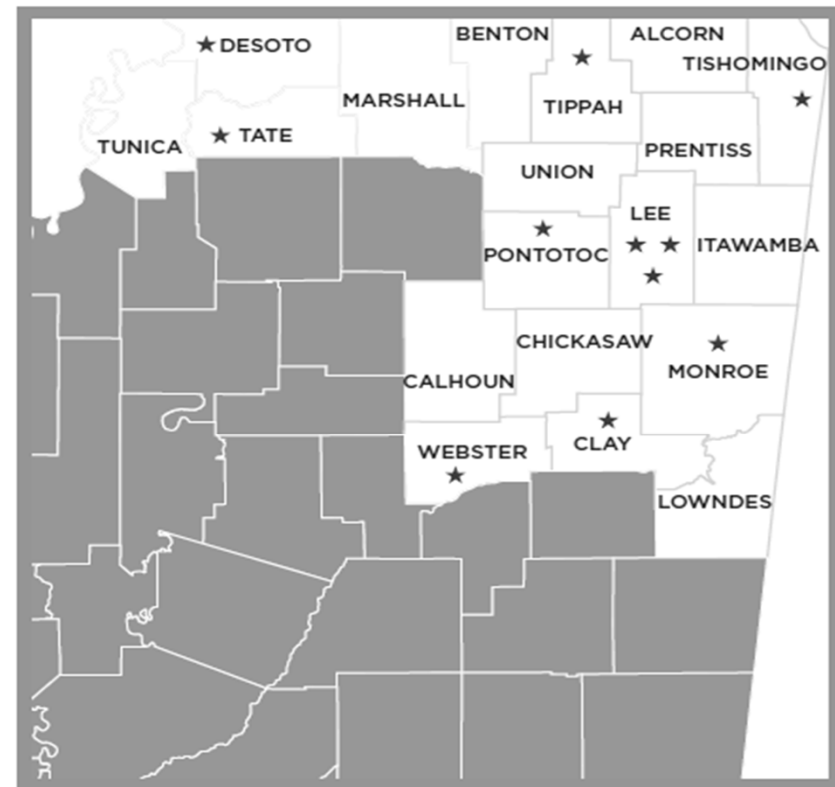 BENTON
ALCORN
★ DESOTO
TISHOMINGO
MARSHALL
TIPPAH
★ TATE
TUNICA
PRENTISS
UNION
LEE
ITAWAMBA
PONTOTOC
CHICKASAW
MONROE
CALHOUN
CLAY
WEBSTER
LOWNDES